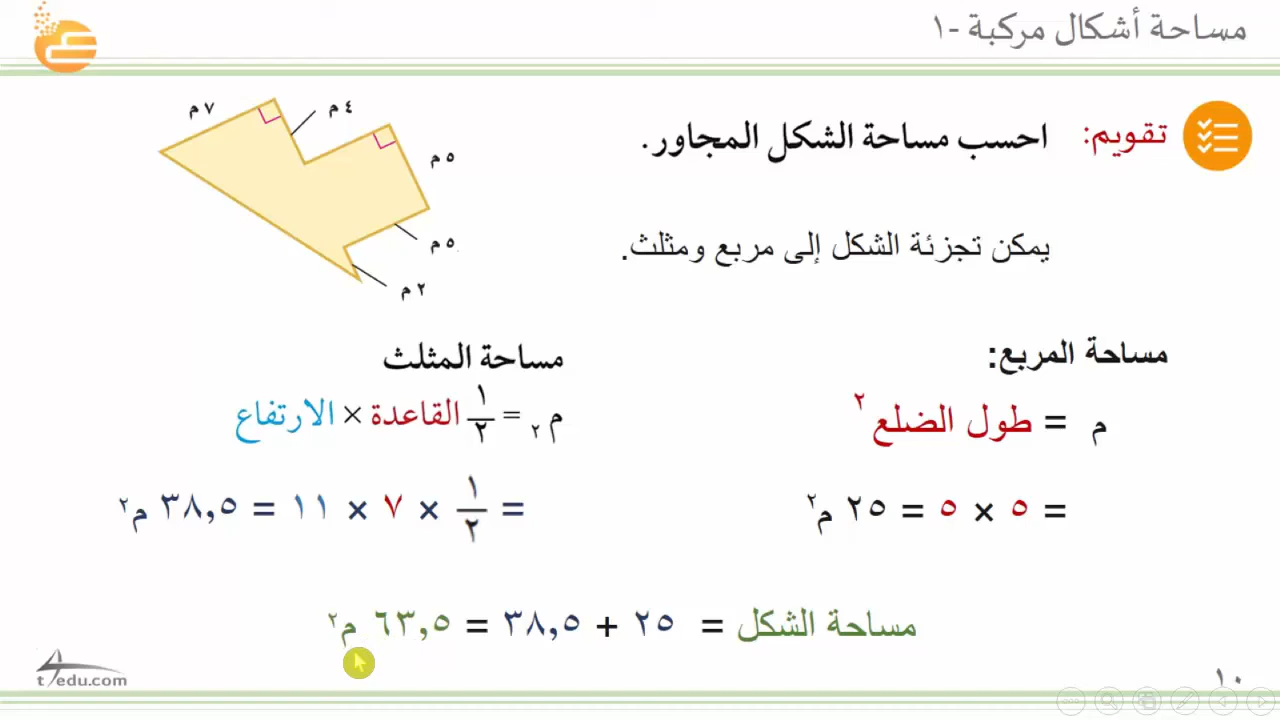 مساحة أشكال مركبة -١
تقويم: احسب مساحة الشكل المجاور.
٧ م
٤ م
٥ م
٥ م
٢ م
يمكن تجزئة الشكل إلى مربع ومثلث.
مساحة المربع:
م = طول الضلع٢
= ٥ × ٥ = ٢٥ م٢
مساحة المثلث
م٢ = ١/٢ القاعدة × الارتفاع
= ١/٢ × ٧ × ١١ = ٣٨,٥ م٢
مساحة الشكل = ٢٥ + ٣٨,٥ = ٦٣,٥ م٢
t4edu.com
١٠